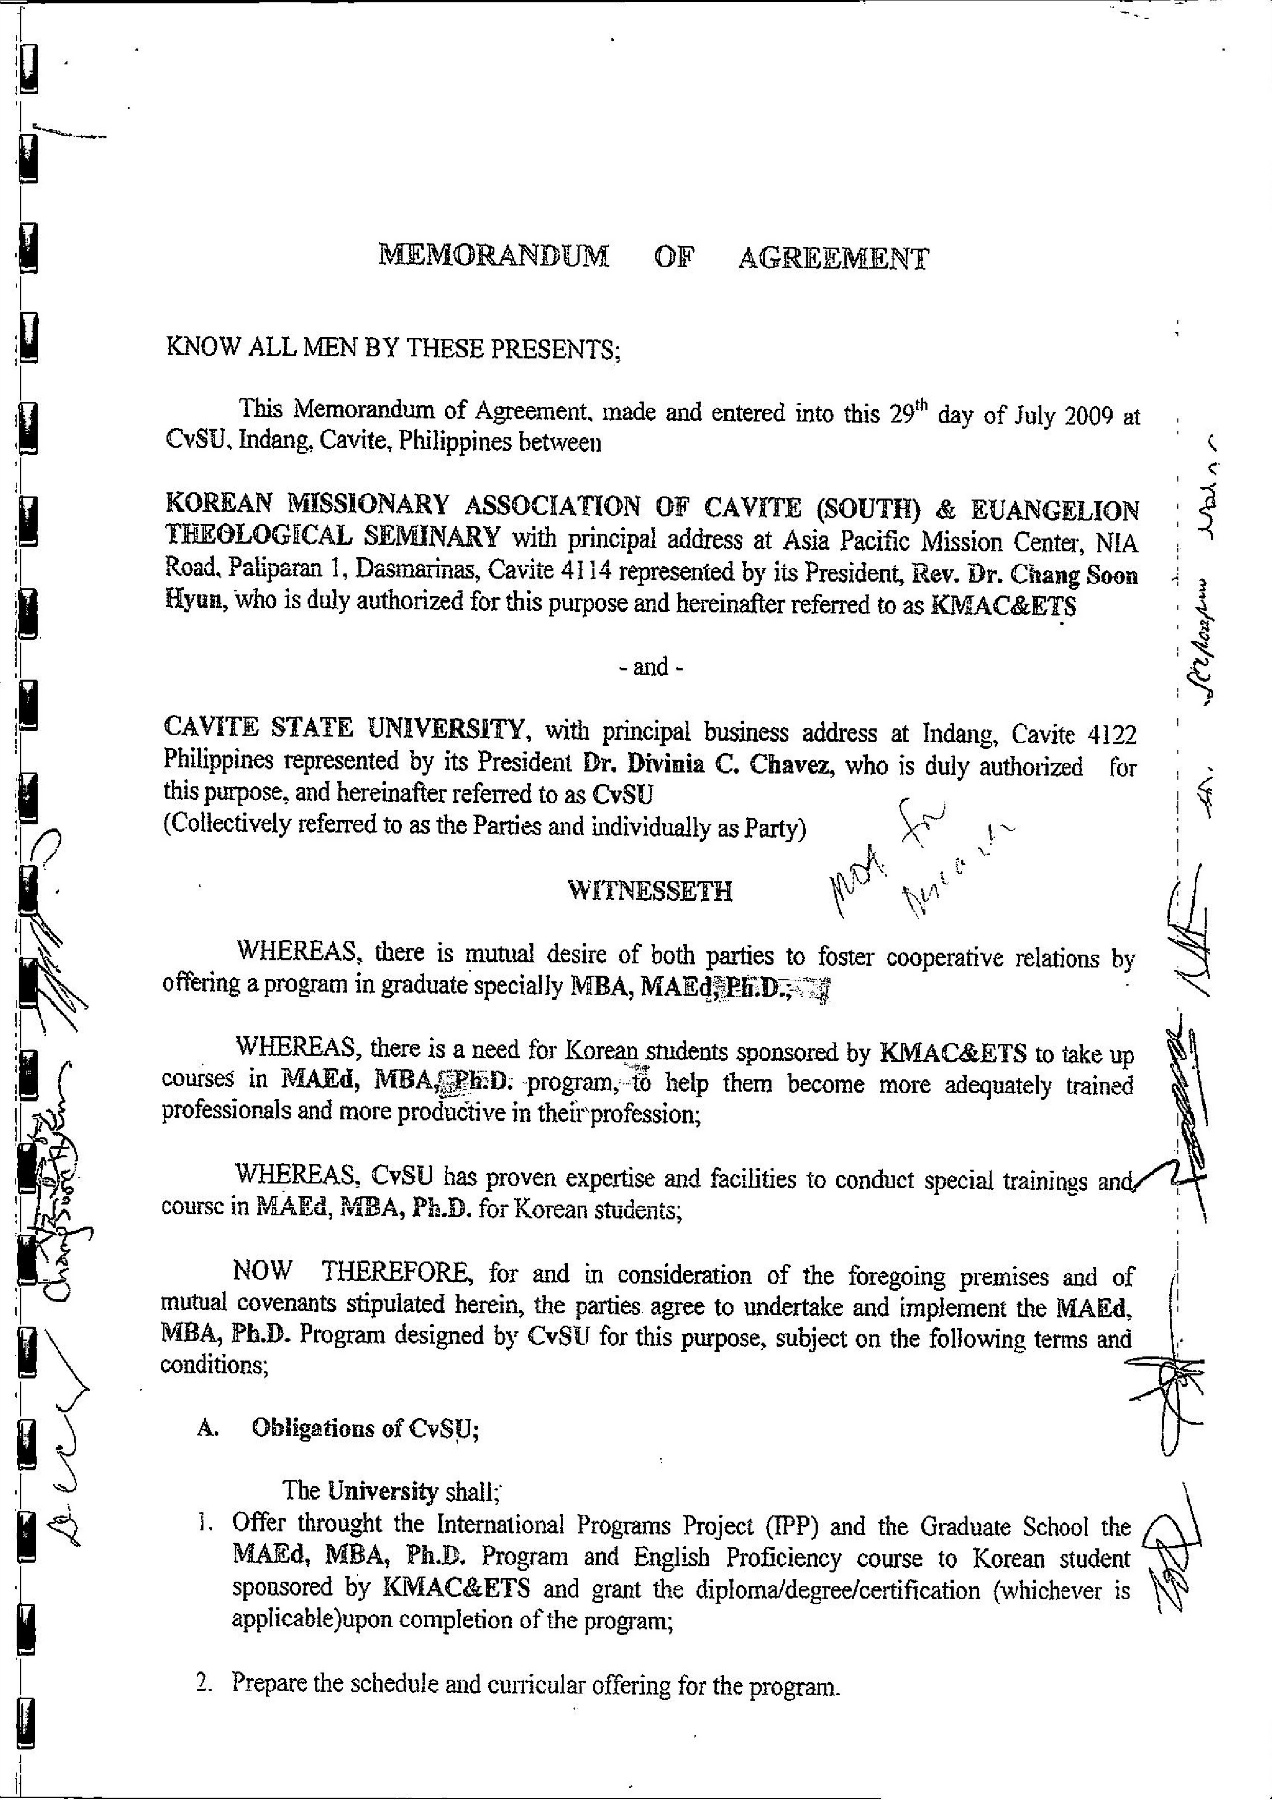 MEMORANDUM OF AGREEMENT
KNOW ALL MEN BY THESE PRESENTS;
This Memorandum of Agreement, made and entered into this 29th day of July 2009 at
CvSU, Indang, Cavite, Philippines between
KOREAN MISSIONARY ASSOCIATION OF CAVITE (SOUTH) & EUANGELION
THEOLOGICAL SEMINARY with principal address at Asia Pacific Mission Center, NIA
Road, Paliparan 1, Dasmarinas, Cavite 4114 represented by its President, Rev. Dr. Chang Soon
Hyun, who is duly authorized for this purpose and hereinafter referred to as KMAC&ETS
- and -
CAVITE STATE UNIVERSITY, with principal business address at Indang, Cavite 4122
Philippines represented by its President Dr. Divinia C. Chavez, who is duly authorized for
this purpose, and hereinafter referred to as CvSU
(Collectively referred to as the Parties and individually as Party)
not for
WITNESSETH
WHEREAS, there is mutual desire of both parties to foster cooperative relations by
offering a program in graduate specially MBA, MAEd, Ph.D.,
WHEREAS, there is a need for Korean students sponsored by KMAC&ETS to take up
courses in MAEd, MBA, Ph.D. program, to help them become more adequately trained
professionals and more productive in their profession;
WHEREAS, CvSU has proven expertise and facilities to conduct special trainings and
course in MAEd, MBA, Ph.D. for Korean students;
NOW THEREFORE, for and in consideration of the foregoing premises and of
mutual covenants stipulated herein, the parties agree to undertake and implement the MAEd,
MBA, Ph.D. Program designed by CvSU for this purpose, subject on the following terms and
conditions;
A. Obligations of CvSU;
The University shall;
1. Offer throught the International Programs Project (IPP) and the Graduate School the
MAEd, MBA, Ph.D. Program and English Proficiency course to Korean student
sponsored by KMAC&ETS and grant the diploma/degree/certification (whichever is
applicable)upon completion of the program;
2. Prepare the schedule and curricular offering for the program.
Chang Soon Hyun